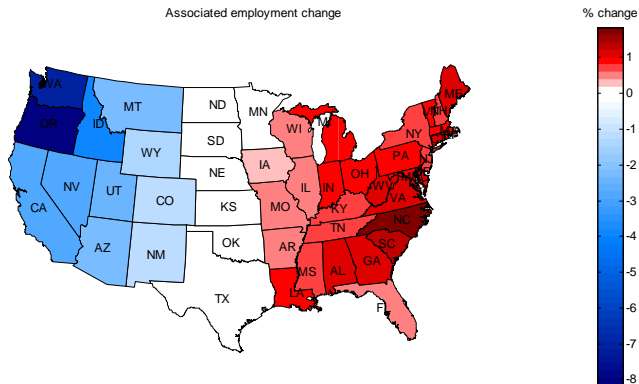 Associated employment change
% change
WA
OR
ID
MT
WY
CA
NV
UT
CO
AZ
NM
ND
SD
NE
KS
OK
TX
MN
IA
WI
IL
MO
AR
MS
LA
IN
OH
KY
TN
AL
GA
SC
NC
VA
WV
PA
NY
NJ
ME
1
0
-1
-2
-3
-4
-5
-6
-7
-8